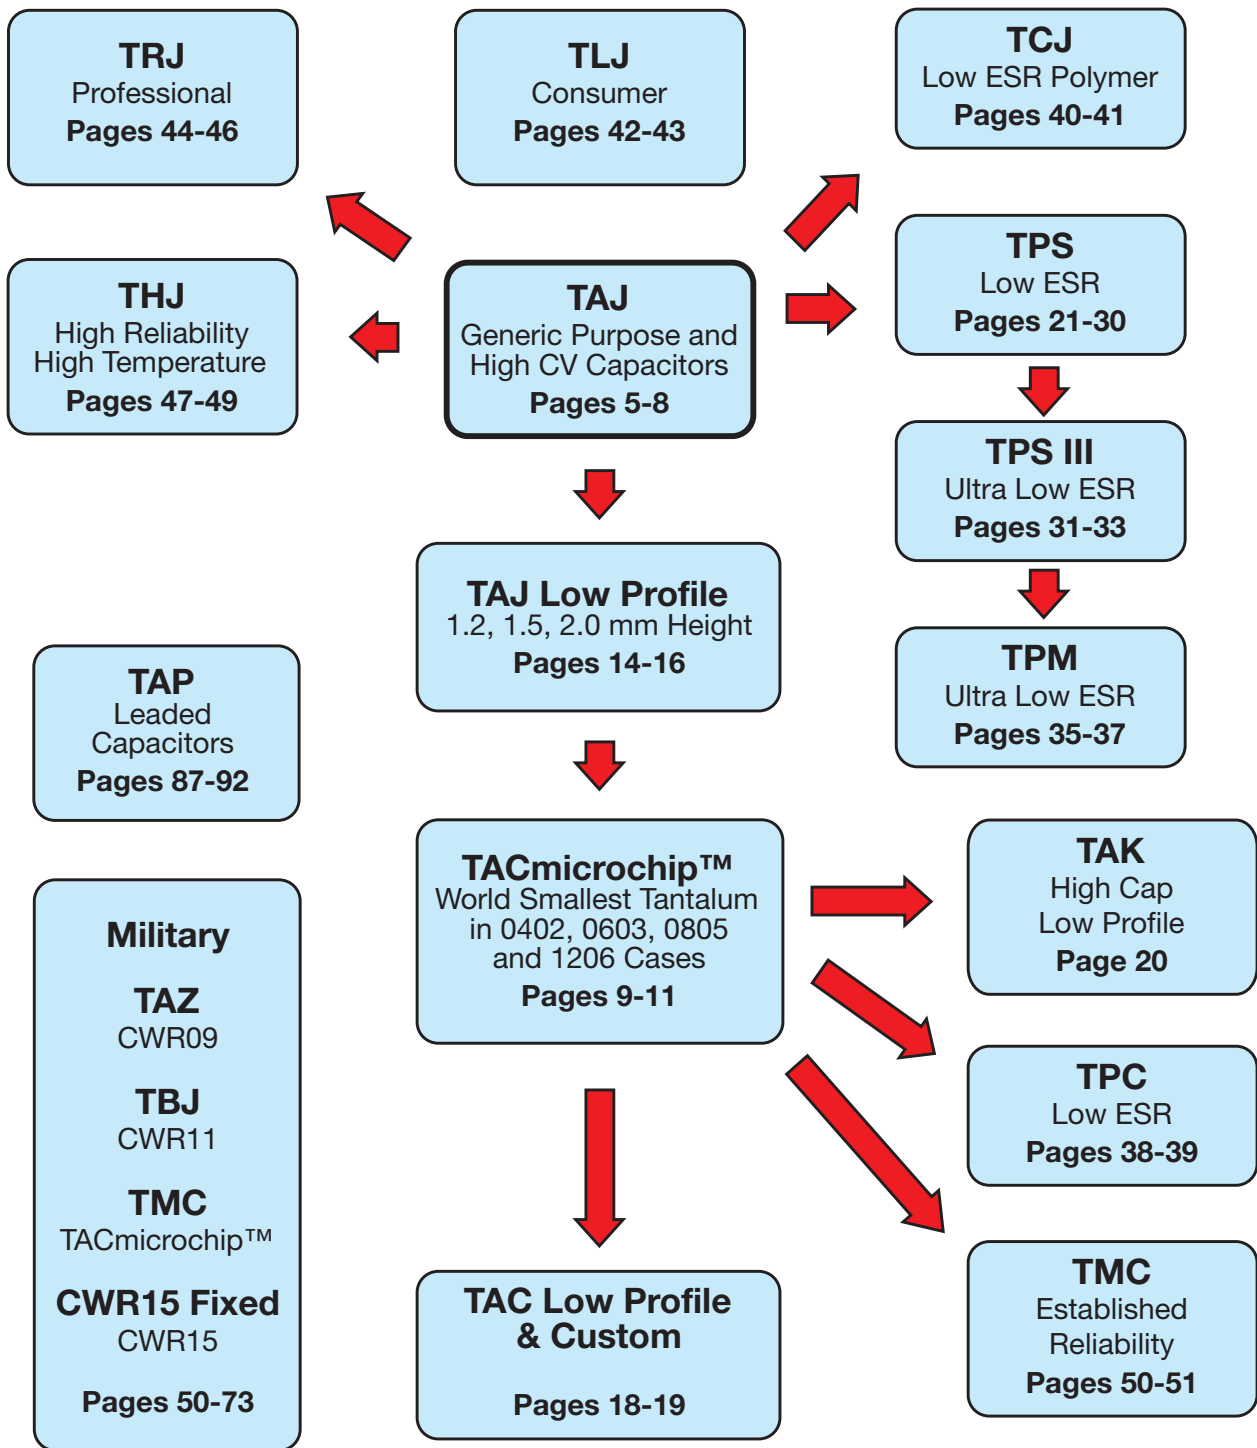 TRJ
Professional
Pages 44-46
TLJ
Consumer
Pages 42-43
TCJ
Low ESR Polymer
Pages 40-41
THJ
High Reliability
High Temperature
Pages 47-49
TAJ
Generic Purpose and
High CV Capacitors
Pages 5-8
TPS
Low ESR
Pages 21-30
TPS III
Ultra Low ESR
Pages 31-33
TAJ Low Profile
1.2, 1.5, 2.0 mm Height
Pages 14-16
TPM
Ultra Low ESR
Pages 35-37
TAP
Leaded
Capacitors
Pages 87-92
TACmicrochip™
World Smallest Tantalum
in 0402, 0603, 0805
and 1206 Cases
Pages 9-11
TAK
High Cap
Low Profile
Page 20
Military
TAZ
CWR09
TBJ
CWR11
TMC
TACmicrochip™
CWR15 Fixed
CWR15
Pages 50-73
TPC
Low ESR
Pages 38-39
TAC Low Profile
& Custom
Pages 18-19
TMC
Established
Reliability
Pages 50-51